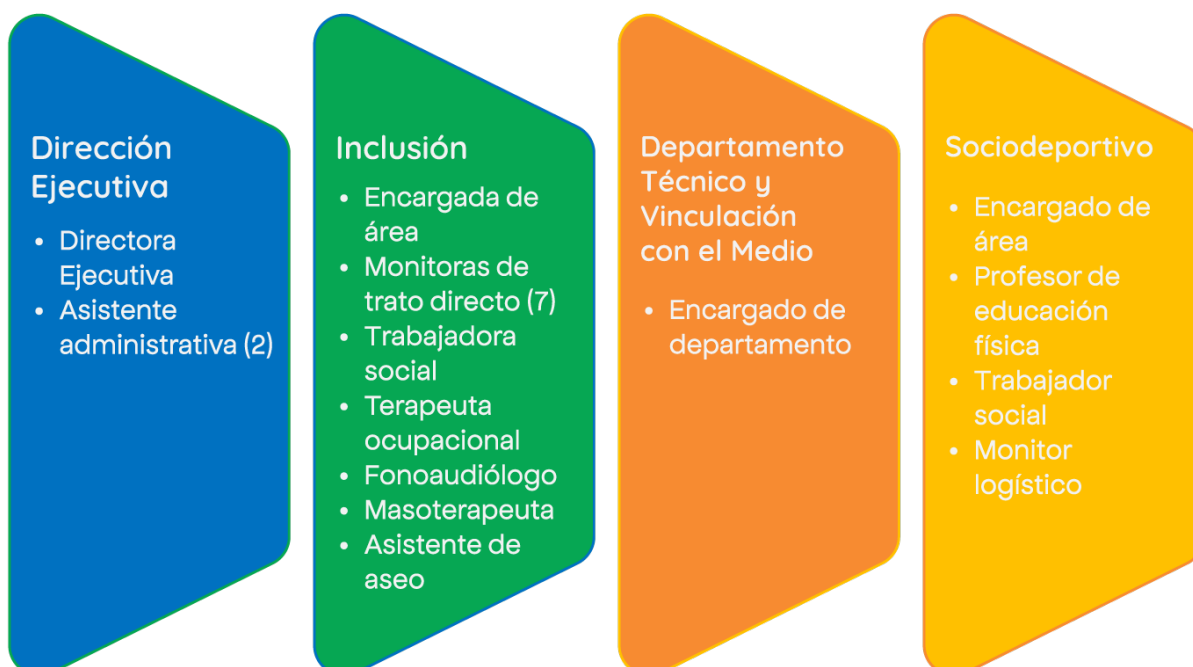 Dirección
Ejecutiva
• Directora
Ejecutiva
• Asistente
administrativa (2)
Inclusión
• Encargada de
área
• Monitoras de
trato directo (7)
• Trabajadora
social
• Terapeuta
ocupacional
• Fonoaudiólogo
• Masoterapeuta
• Asistente de
aseo
Departamento
Técnico y
Vinculación
con el Medio
• Encargado de
departamento
Sociodeportivo
• Encargado de
área
• Profesor de
educación
física
• Trabajador
social
• Monitor
logístico